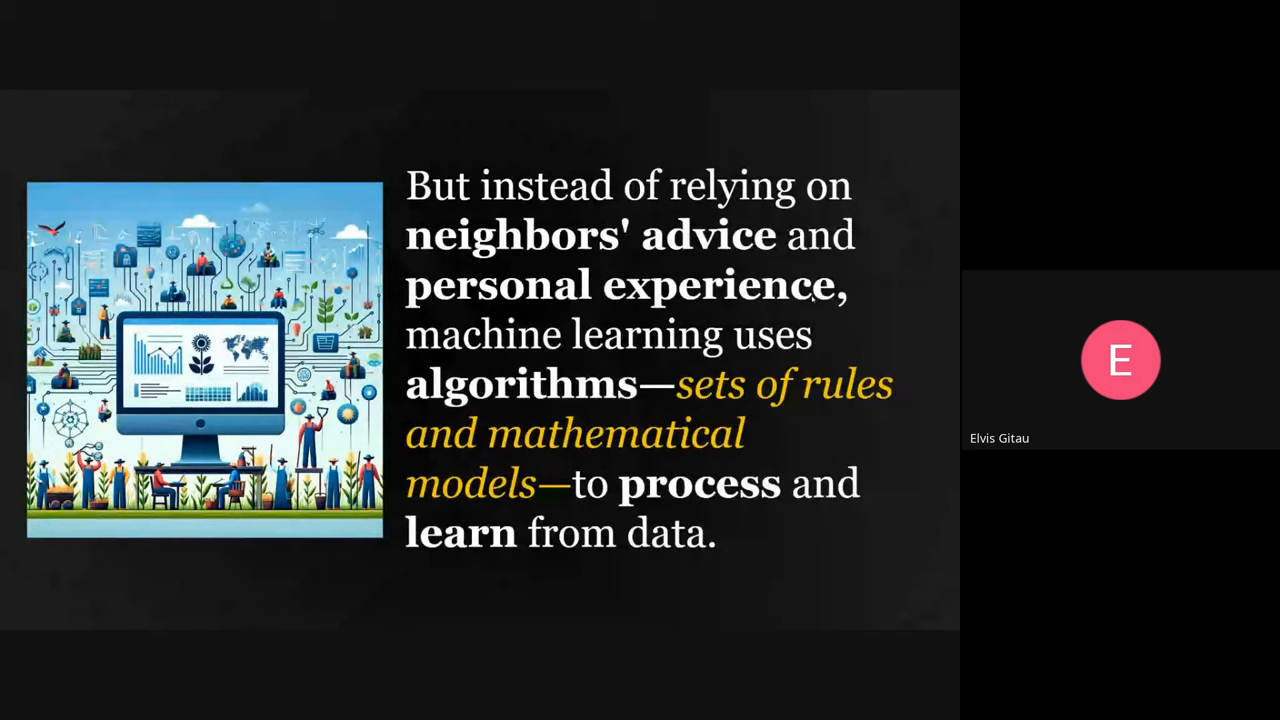 But instead of relying on
neighbors' advice and
personal experience,
machine learning uses
algorithms—sets of rules
and mathematical
models—to process and
learn from data.
E
Elvis Gitau